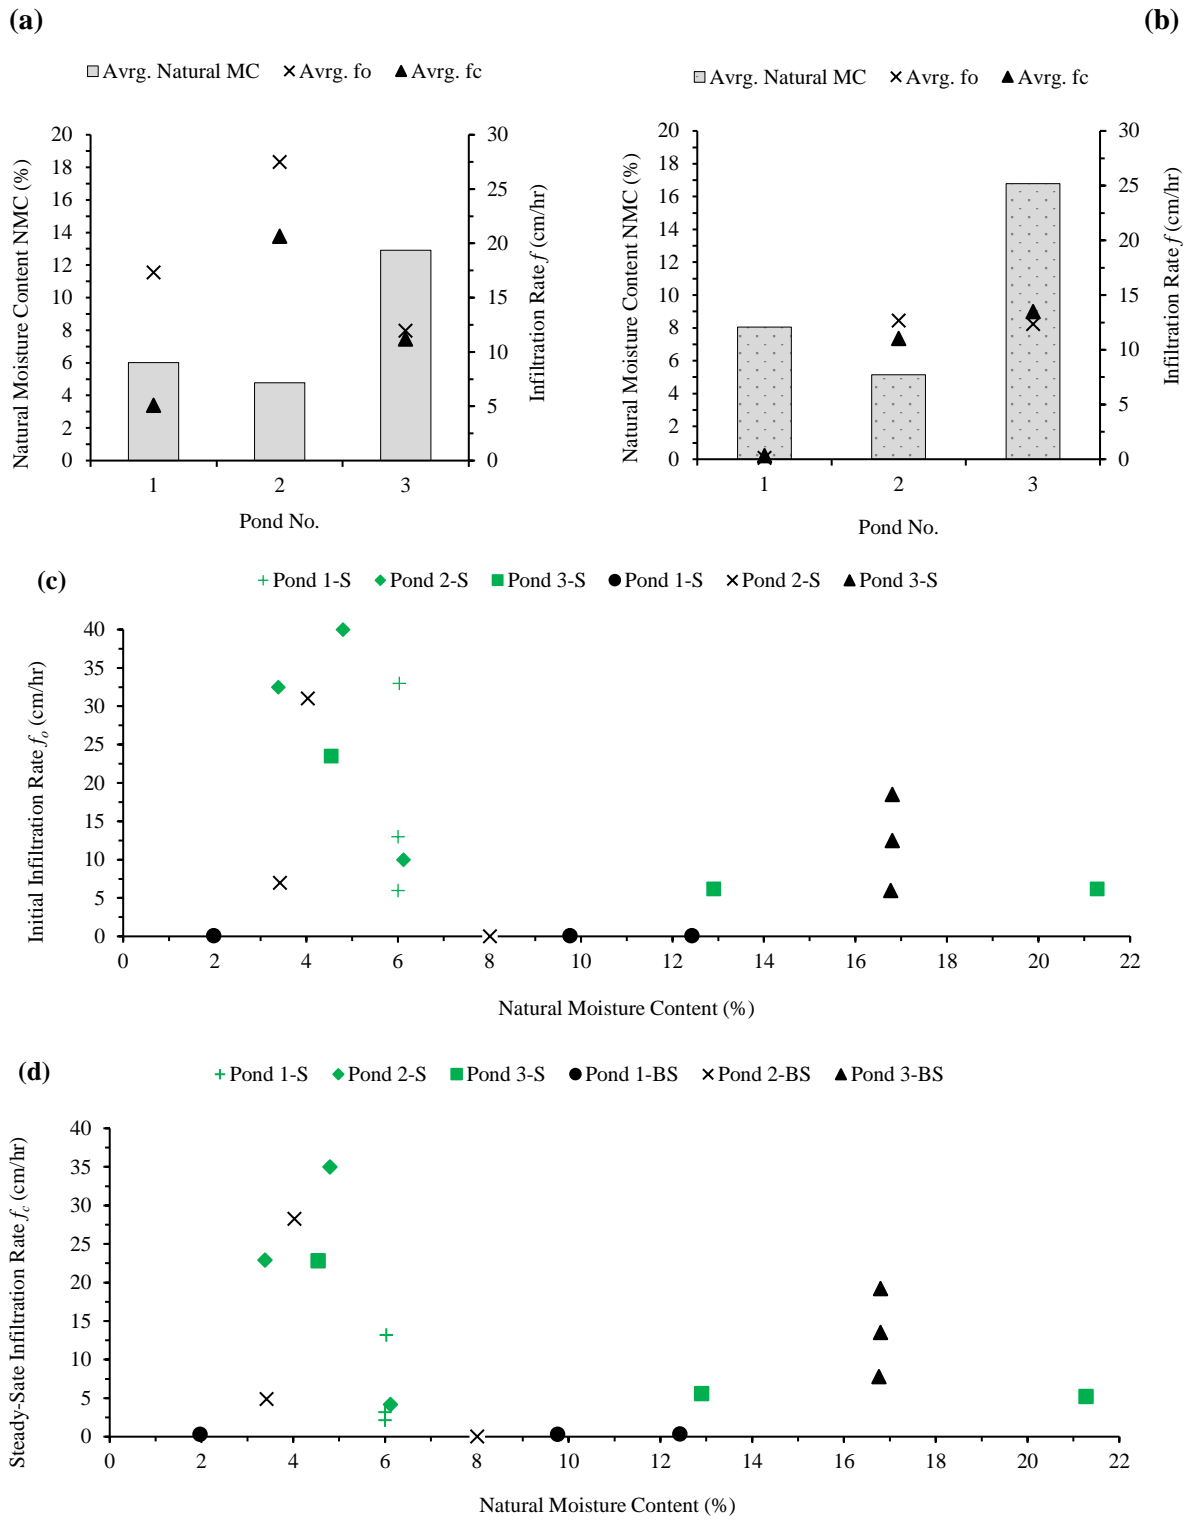 (a)
(b)
Avrg. Natural MC Avrg. fo Avrg. fc
Avrg. Natural MC Avrg. fo Avrg. fc
Natural Moisture Content NMC (%)
20
18
16
14
12
10
8
6
4
2
0
30
25
20
15
10
5
0
Infiltration Rate f (cm/hr)
1 2 3
Pond No.
Natural Moisture Content NMC (%)
20
18
16
14
12
10
8
6
4
2
0
30
25
20
15
10
5
0
Infiltration Rate f (cm/hr)
1 2 3
Pond No.
(c)
Pond 1-S Pond 2-S Pond 3-S Pond 1-S Pond 2-S Pond 3-S
Initial Infiltration Rate fo (cm/hr)
40
35
30
25
20
15
10
5
0
0 2 4 6 8 10 12 14 16 18 20 22
Natural Moisture Content (%)
(d)
Pond 1-S Pond 2-S Pond 3-S Pond 1-BS Pond 2-BS Pond 3-BS
Steady-Sate Infiltration Rate fc (cm/hr)
40
35
30
25
20
15
10
5
0
0 2 4 6 8 10 12 14 16 18 20 22
Natural Moisture Content (%)